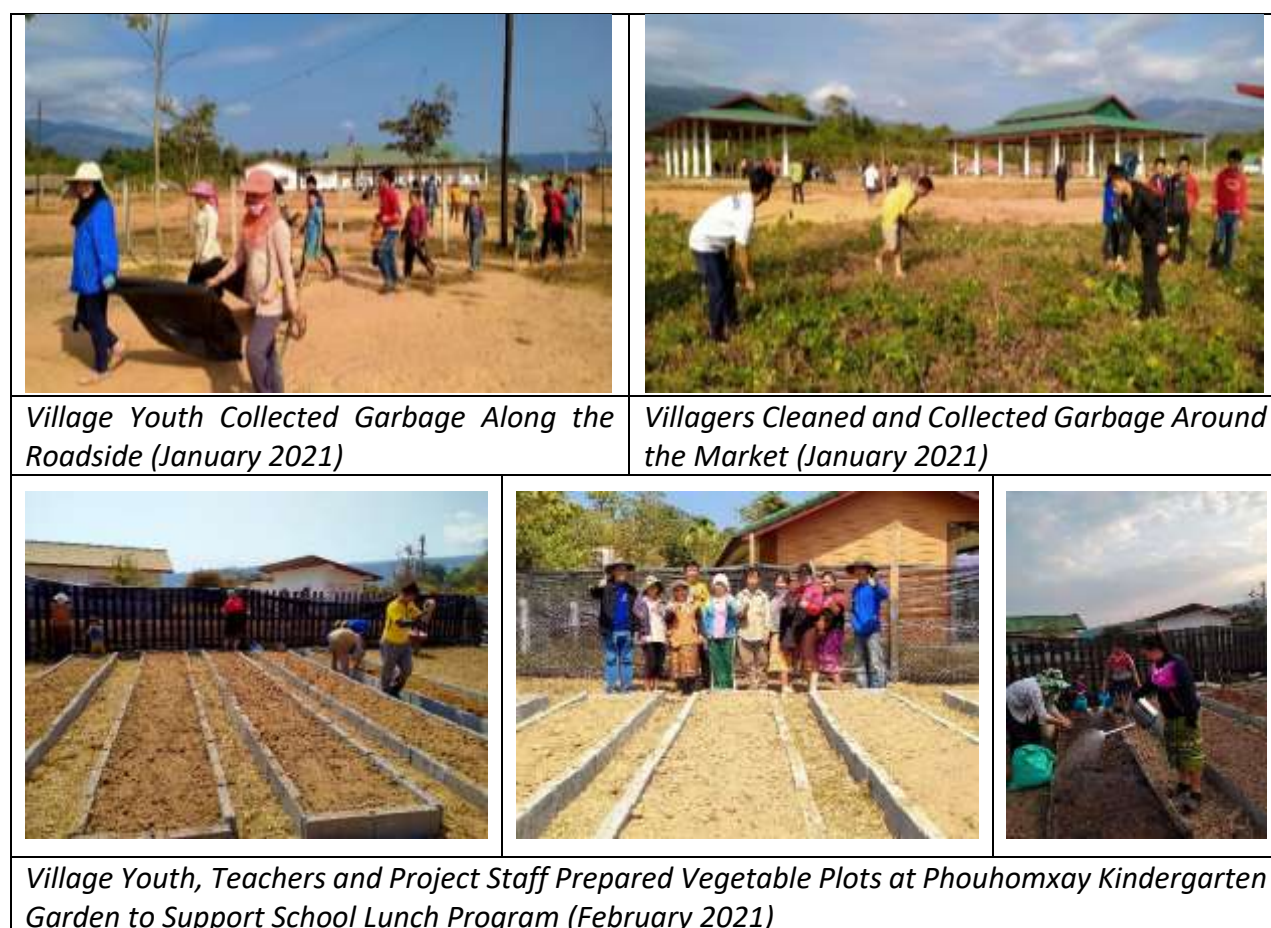 Village Youth Collected Garbage Along the
Roadside (January 2021)
Villagers Cleaned and Collected Garbage Around
the Market (January 2021)
Village Youth, Teachers and Project Staff Prepared Vegetable Plots at Phouhomxay Kindergarten
Garden to Support School Lunch Program (February 2021)